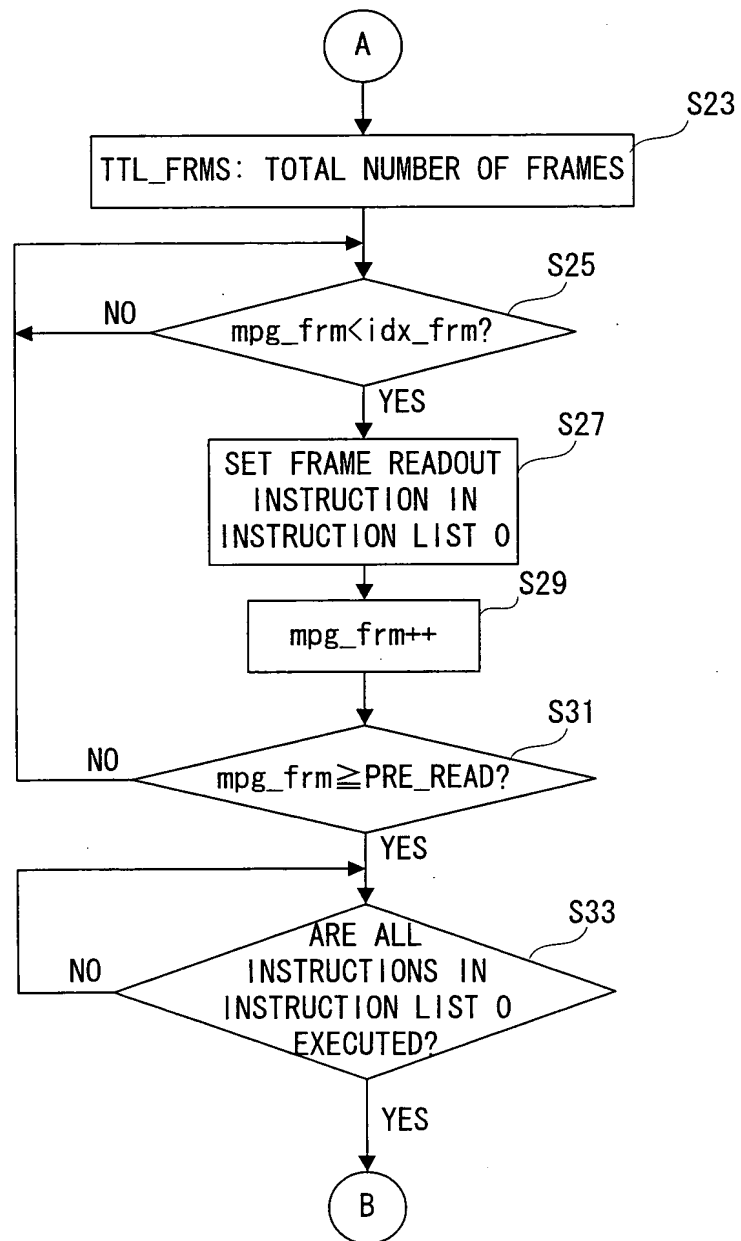 A
S23
TTL_FRMS: TOTAL NUMBER OF FRAMES
S25
NO
mpg_frm<idx_frm?
YES
S27
SET FRAME READOUT
INSTRUCTION IN
INSTRUCTION LIST 0
S29
mpg_frm++
S31
NO
mpg_frm≧PRE_READ?
YES
S33
ARE ALL
NO
INSTRUCTIONS IN
INSTRUCTION LIST 0
EXECUTED?
YES
B